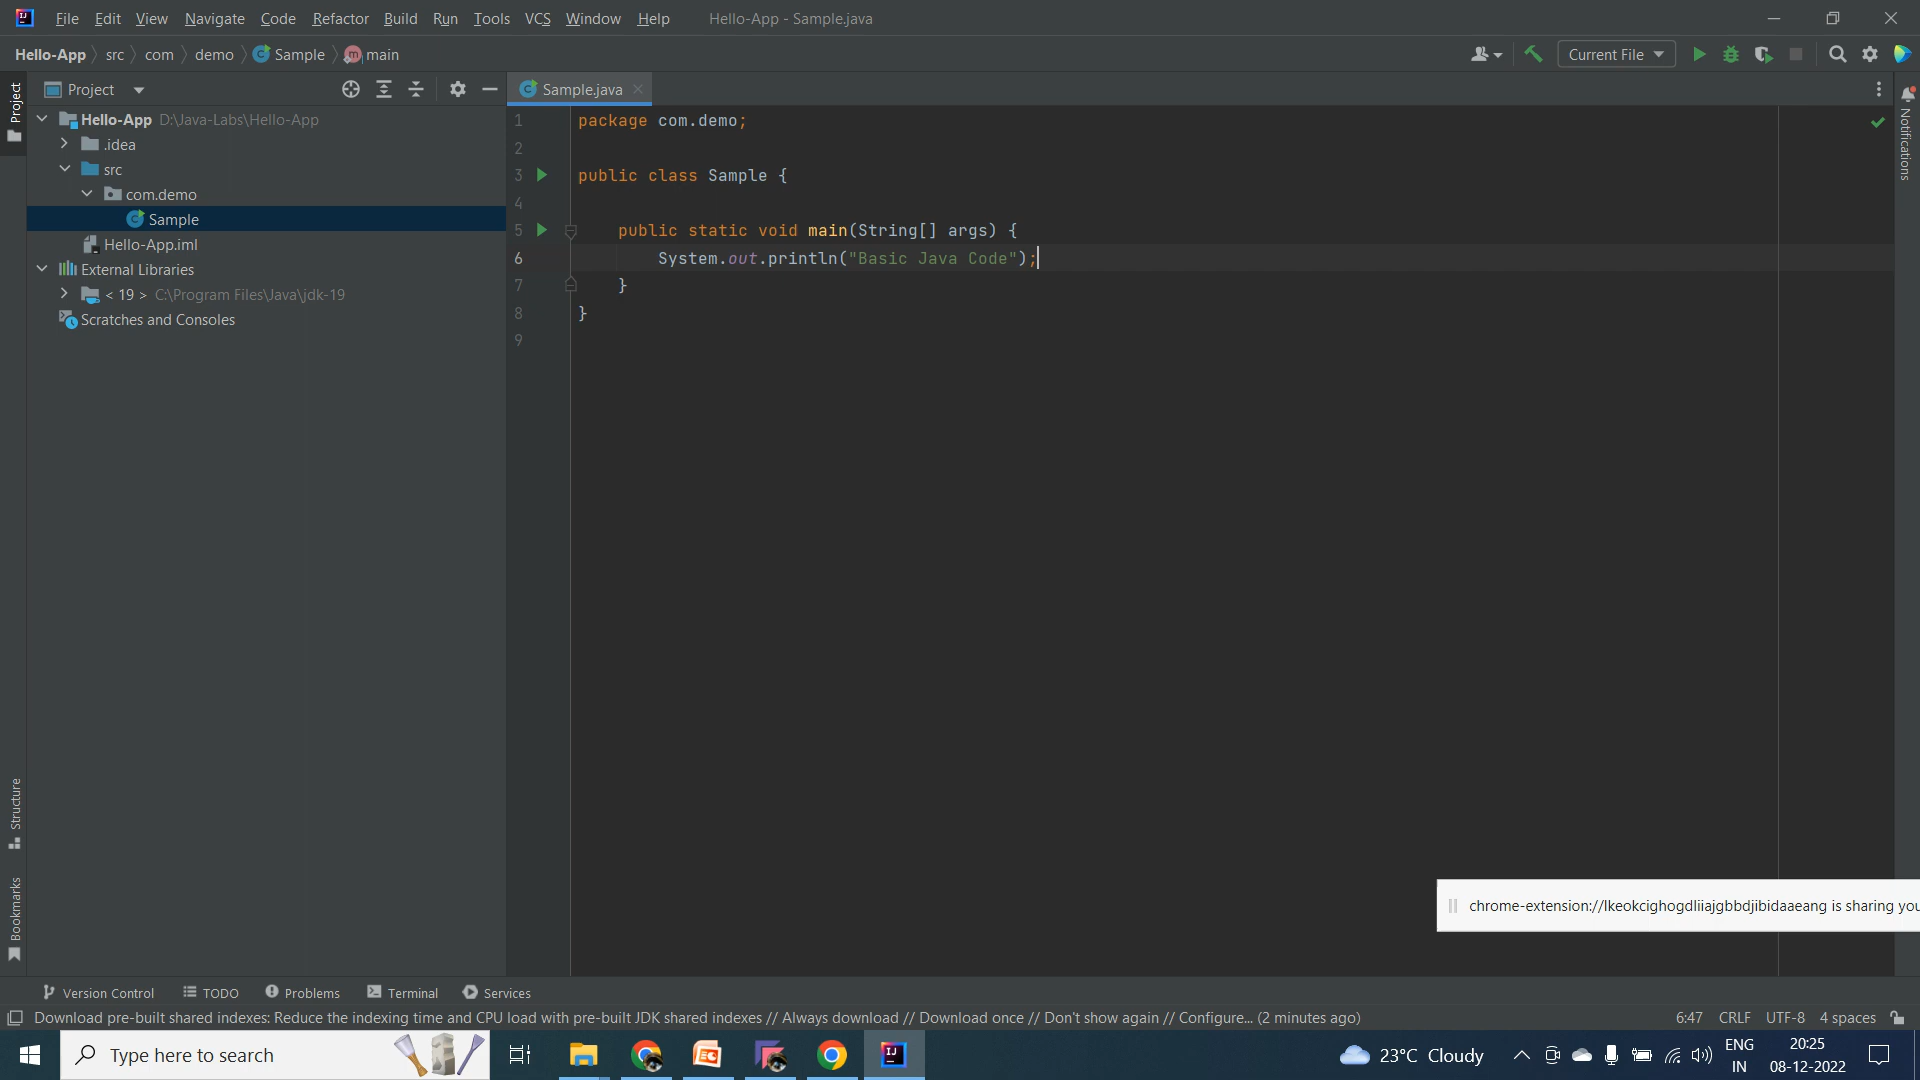 File Edit View Navigate Code Refactor Build Run Tools VCS Window Help Hello-App - Sample.java
Hello-App src com demo Sample main Current File
Project
Sample.java
Hello-App D:\Java-Labs\Hello-App
.idea
src
com.demo
Sample
Hello-App.iml
External Libraries
< 19 > C:\Program Files\Java\jdk-19
Scratches and Consoles
1 package com.demo;
2
3 public class Sample {
4
5 public static void main(String[] args) {
6 System.out.println("Basic Java Code");
7 }
8 }
9
Project
Structure
Bookmarks
Notifications
chrome-extension://lkeokcighogdliiajgbbdjibidaaeang is sharing you
Version Control TODO Problems Terminal Services
Download pre-built shared indexes: Reduce the indexing time and CPU load with pre-built JDK shared indexes // Always download // Download once // Don't show again // Configure... (2 minutes ago) 6:47 CRLF UTF-8 4 spaces
Type here to search 23°C Cloudy ENG IN 20:25 08-12-2022